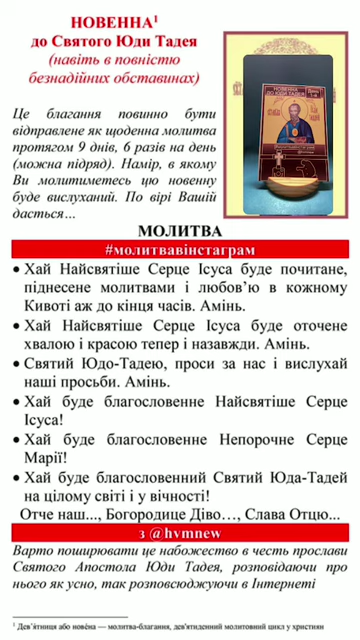 НОВЕННА¹
до Святого Юди Тадея
(навіть в повністю
безнадійних обставинах)
Це благання повинно бути
відправлене як щоденна молитва
протягом 9 днів, 6 разів на день
(можна підряд). Намір, в якому
Ви молитиметесь цю новенну
буде вислуханий. По вірі Вашій
дасться…
НОВЕННА
ДО ЮДИ ТАДЕЯ
МОЛИТВА
#молитвавінстаграм
• Хай Найсвятіше Серце Ісуса буде почитане,
піднесене молитвами і любов’ю в кожному
Кивоті аж до кінця часів. Амінь.
• Хай Найсвятіше Серце Ісуса буде оточене
хвалою і красою тепер і назавжди. Амінь.
• Святий Юдо-Тадею, проси за нас і вислухай
наші просьби. Амінь.
• Хай буде благословенне Найсвятіше Серце
Ісуса!
• Хай буде благословенне Непорочне Серце
Марії!
• Хай буде благословенний Святий Юда-Тадей
на цілому світі і у вічності!
Отче наш..., Богородице Діво…, Слава Отцю...
з @hvmnew
Варто поширювати це набожество в честь прослави
Святого Апостола Юди Тадея, розповідаючи про
нього як усно, так розповсюджуючи в Інтернеті
¹ Дев’ятниця або новéна — молитва-благання, дев'ятиденний молитовний цикл у християн